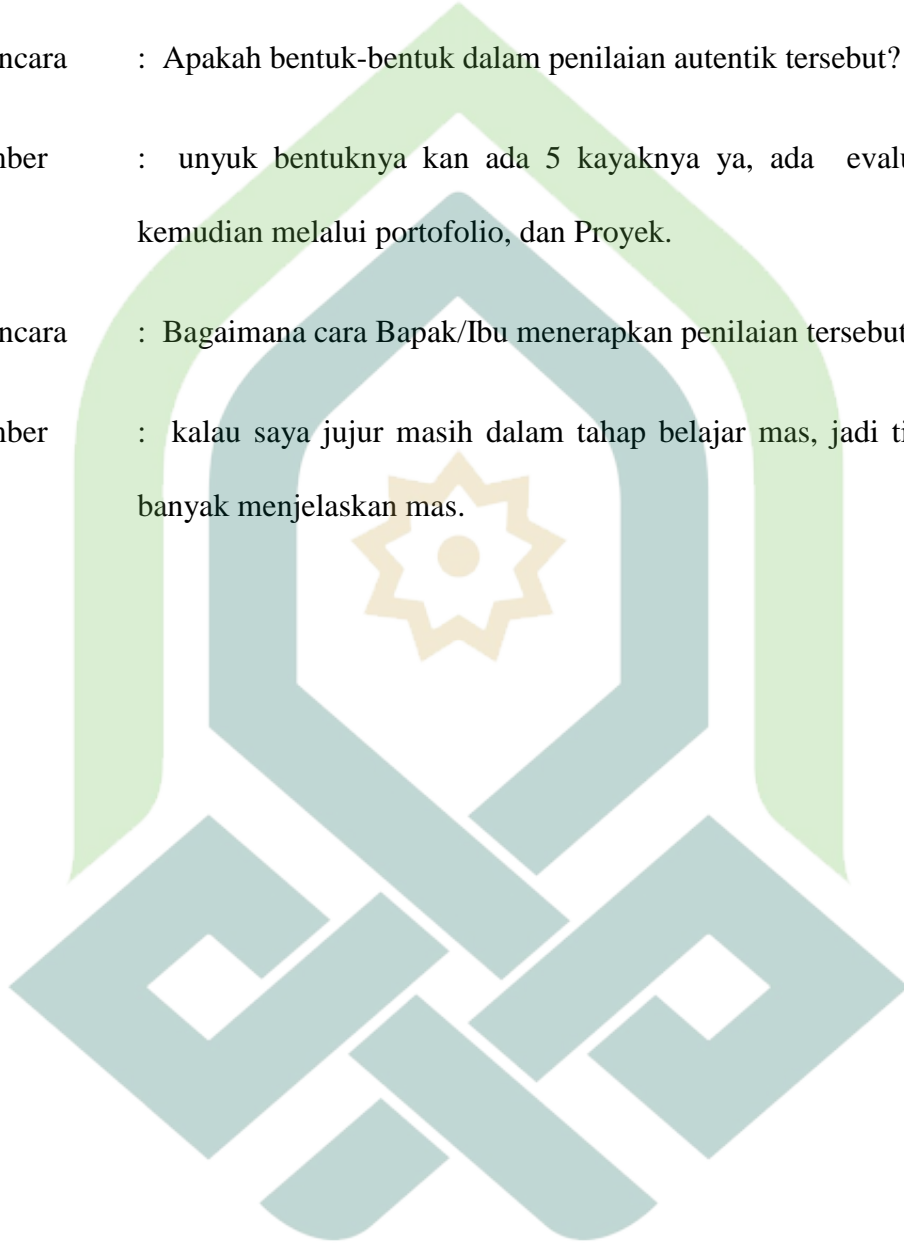 ncara : Apakah bentuk-bentuk dalam penilaian autentik tersebut?
nber : unyuk bentuknya kan ada 5 kayaknya ya, ada evalu
kemudian melalui portofolio, dan Proyek.
ncara : Bagaimana cara Bapak/Ibu menerapkan penilaian tersebut
nber : kalau saya jujur masih dalam tahap belajar mas, jadi ti
banyak menjelaskan mas.